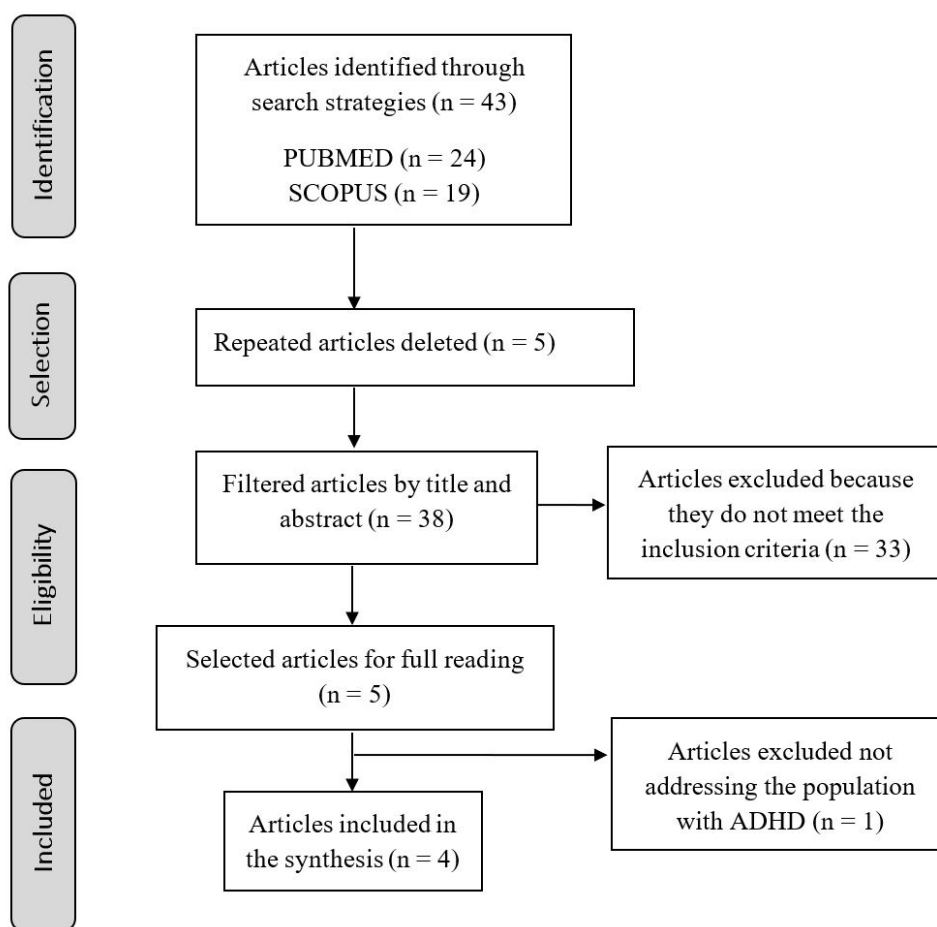 Identification
Articles identified through
search strategies (n = 43)
PUBMED (n = 24)
SCOPUS (n = 19)
Selection
Repeated articles deleted (n = 5)
Eligibility
Filtered articles by title and
abstract (n = 38)
Articles excluded because
they do not meet the
inclusion criteria (n = 33)
Selected articles for full reading
(n = 5)
Included
Articles excluded not
addressing the population
with ADHD (n = 1)
Articles included in
the synthesis (n = 4)